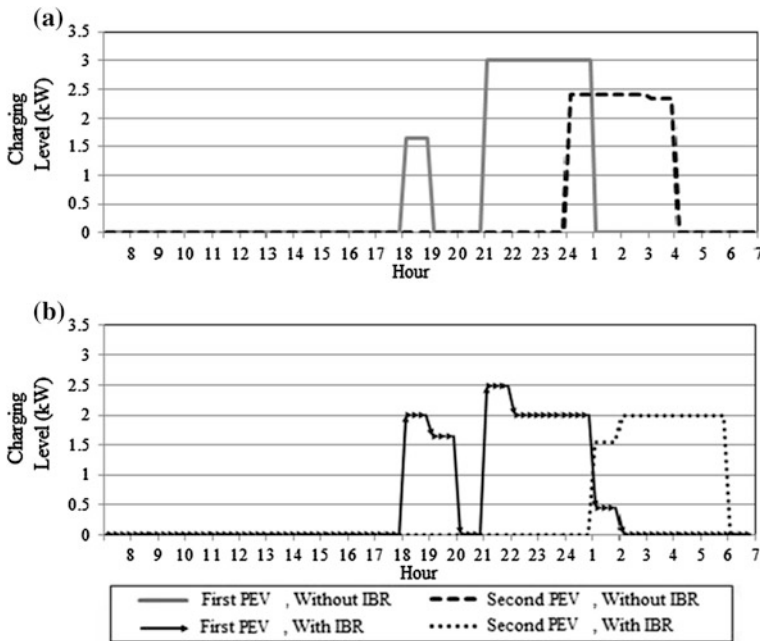 (a)
3.5
3
2.5
2
1.5
1
0.5
0
Charging
Level (kW)
8 9 10 11 12 13 14 15 16 17 18 19 20 21 22 23 24 1 2 3 4 5 6 7
Hour
(b)
3.5
3
2.5
2
1.5
1
0.5
0
Charging
Level (kW)
8 9 10 11 12 13 14 15 16 17 18 19 20 21 22 23 24 1 2 3 4 5 6 7
Hour
First PEV , Without IBR
Second PEV , Without IBR
First PEV , With IBR
Second PEV , With IBR